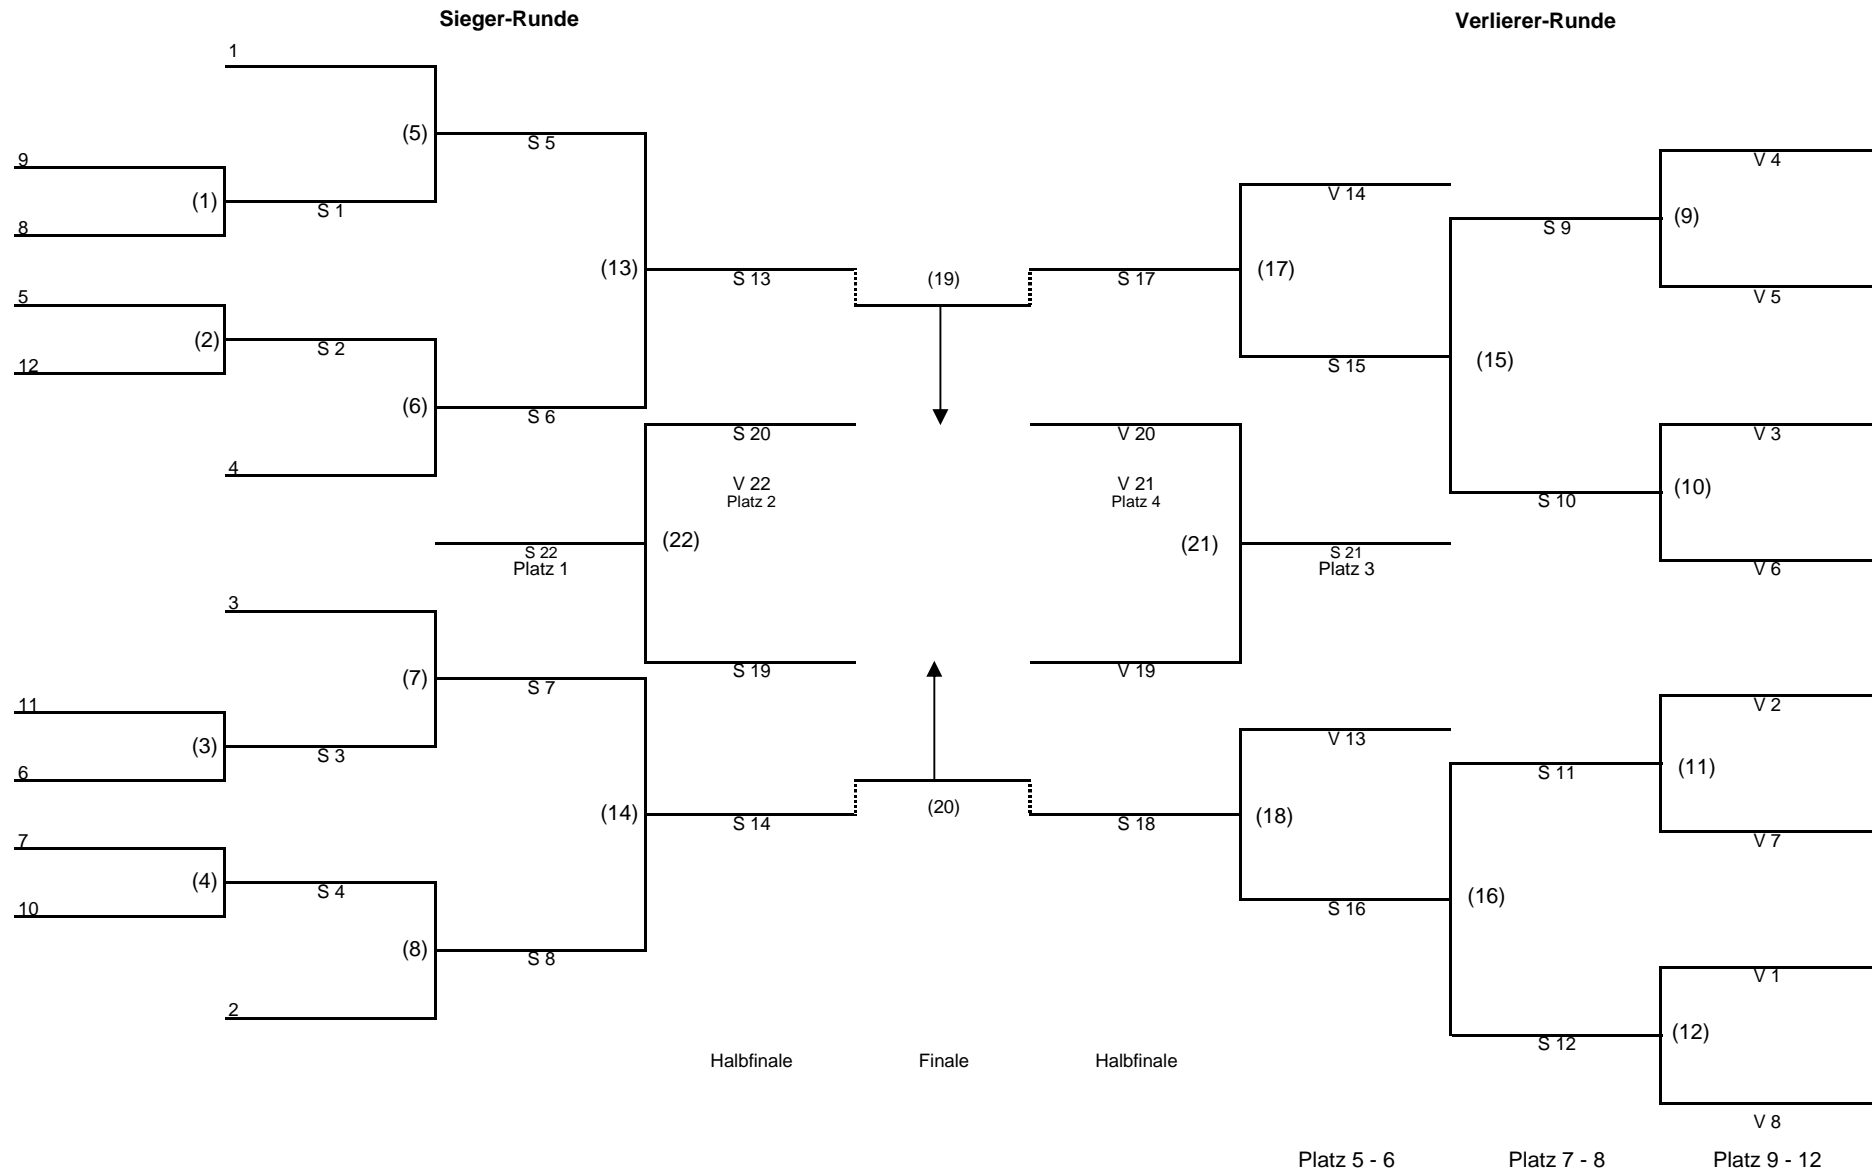 Sieger-Runde
Verlierer-Runde
1
(5)
S 5
9
(1)
S 1
8
5
(2)
S 2
12
(6)
S 6
4
(13)
S 13
(19)
S 17
V 14
(17)
S 15
(15)
S 9
V 4
(9)
V 5
V 3
(10)
S 10
V 6
S 20
V 22
Platz 2
(22)
S 22
Platz 1
S 19
V 20
V 21
Platz 4
(21)
S 21
Platz 3
V 19
3
(7)
S 7
11
(3)
S 3
6
7
(4)
S 4
10
(8)
S 8
2
(14)
S 14
(20)
S 18
V 13
(18)
S 16
(16)
S 11
V 2
(11)
V 7
V 1
(12)
S 12
V 8
Halbfinale
Finale
Halbfinale
Platz 5 - 6
Platz 7 - 8
Platz 9 - 12